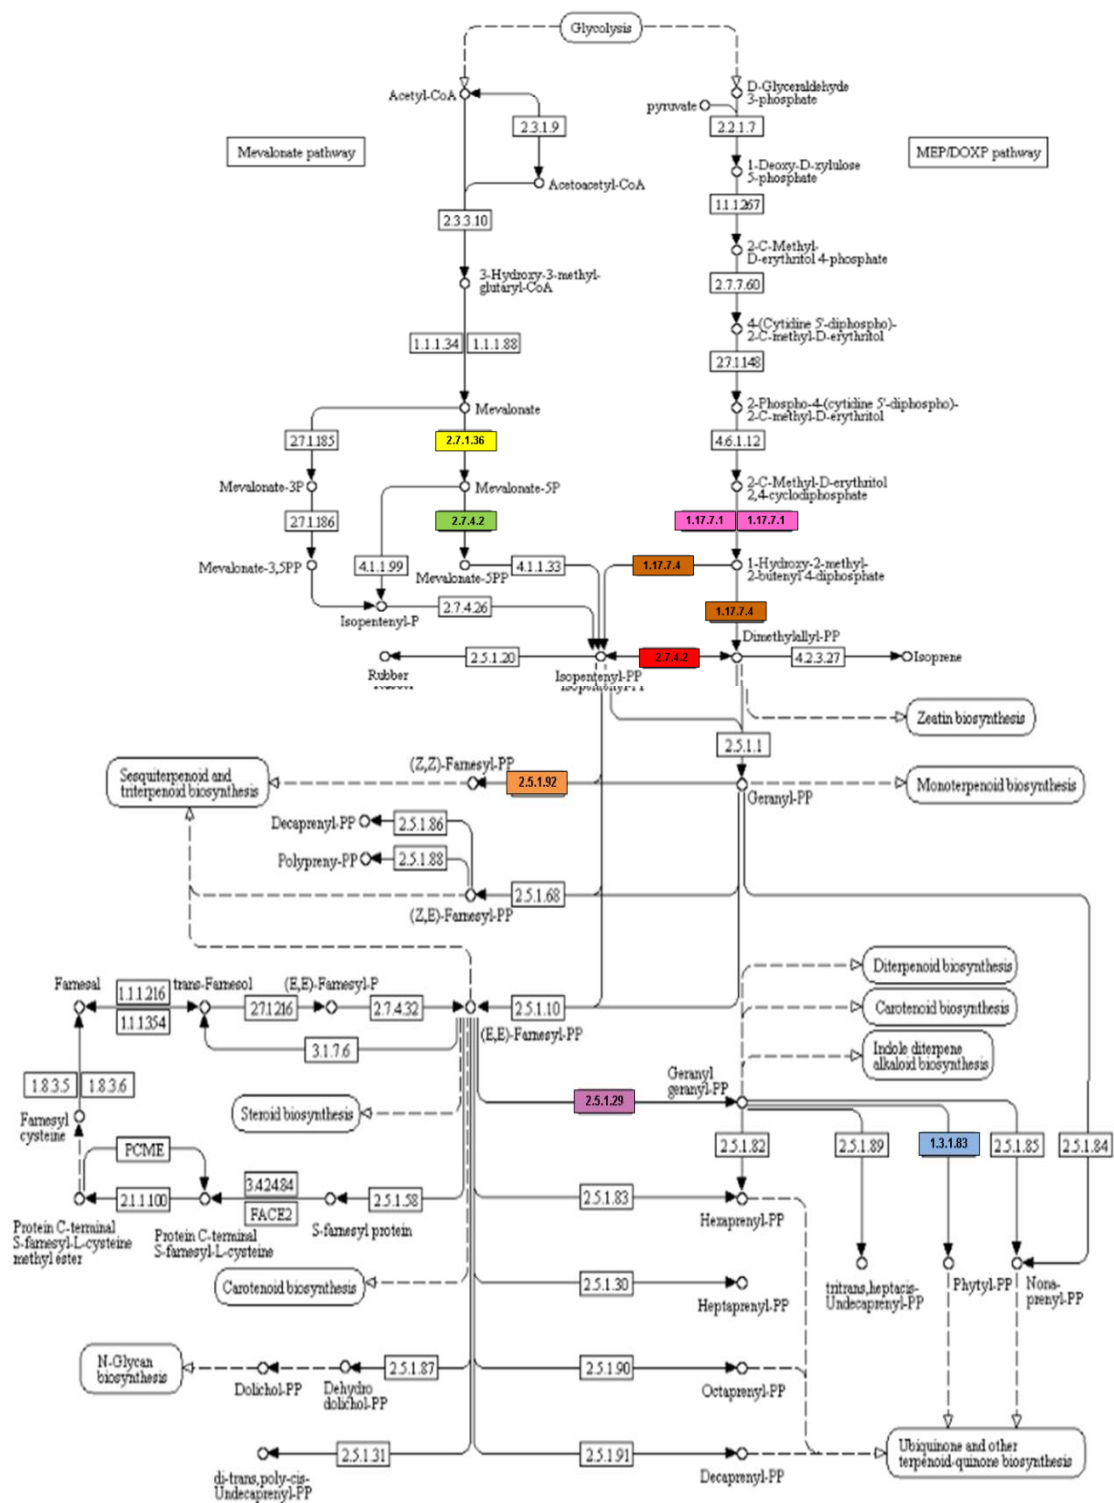 Glycolysis
Acetyl-CoA
D-Glyceraldehyde
3-phosphate
pyruvate
2.3.1.9
2.2.1.7
Mevalonate pathway
MEP/DOXP pathway
1-Deoxy-D-xylulose
5-phosphate
Acetoacetyl-CoA
1.1.1.267
2.3.3.10
2-C-Methyl-
D-erythritol 4-phosphate
3-Hydroxy-3-methyl-
glutaryl-CoA
2.7.7.60
4-(Cytidine 5'-diphospho)-
2-C-methyl-D-erythritol
1.1.1.34
1.1.1.88
2.7.1.148
Mevalonate
2-Phospho-4-(cytidine 5'-diphospho)-
2-C-methyl-D-erythritol
2.7.1.185
2.7.1.36
4.6.1.12
Mevalonate-3P
Mevalonate-5P
2-C-Methyl-D-erythritol
2,4-cyclodiphosphate
2.7.1.186
2.7.4.2
1.17.7.1
1.17.7.1
Mevalonate-3,5PP
4.1.1.99
Mevalonate-5PP
4.1.1.33
1.17.7.4
1-Hydroxy-2-methyl-
2-butenyl 4-diphosphate
2.7.4.26
1.17.7.4
Isopentenyl-P
Dimethylallyl-PP
2.5.1.20
2.7.4.2
4.2.3.27
Isoprene
Rubber
Isopentenyl-PP
Zeatin biosynthesis
2.5.1.1
(Z,Z)-Farnesyl-PP
Sesquiterpenoid and
triterpenoid biosynthesis
2.5.1.92
Monoterpenoid biosynthesis
Geranyl-PP
Decaprenyl-PP
2.5.1.86
Polypreny-PP
2.5.1.88
2.5.1.68
(Z,E)-Farnesyl-PP
Diterpenoid biosynthesis
Farnesal
1.1.1.216
trans-Farnesol
(E,E)-Farnesyl-P
2.7.1.216
2.7.4.32
2.5.1.10
Carotenoid biosynthesis
1.1.1.354
(E,E)-Farnesyl-PP
3.1.7.6
Indole diterpene
alkaloid biosynthesis
1.8.3.5
1.8.3.6
Geranyl
geranyl-PP
2.5.1.29
Farnesyl
cysteine
Steroid biosynthesis
PCME
2.5.1.82
2.5.1.89
1.3.1.83
2.5.1.85
2.5.1.84
3.4.24.84
2.1.1.100
2.5.1.58
2.5.1.83
FACE2
Protein C-terminal
S-farnesyl-L-cysteine
methyl ester
Protein C-terminal
S-farnesyl-L-cysteine
S-farnesyl protein
Hexaprenyl-PP
Carotenoid biosynthesis
2.5.1.30
Heptaprenyl-PP
tritrans,heptacis-
Undecaprenyl-PP
Phytyl-PP
Nona-
prenyl-PP
N-Glycan
biosynthesis
2.5.1.87
2.5.1.90
Dolichol-PP
Dehydro
dolichol-PP
Octaprenyl-PP
2.5.1.31
2.5.1.91
Ubiquinone and other
terpenoid-quinone biosynthesis
di-trans,poly-cis-
Undecaprenyl-PP
Decaprenyl-PP